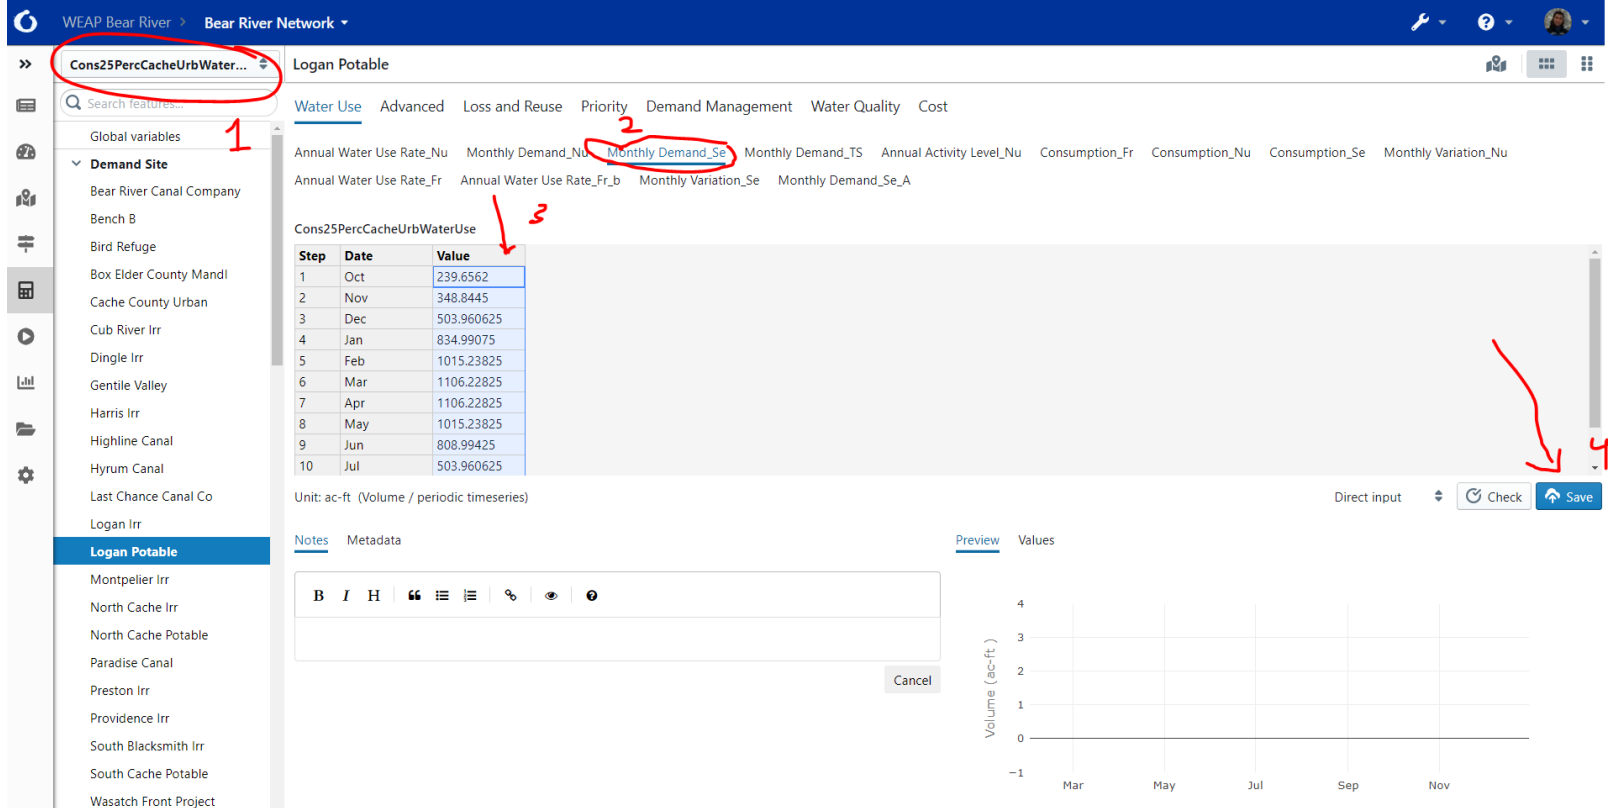 WEAP Bear River > Bear River Network
Cons25PercCacheUrbWater...
Logan Potable
Search features...
1
Global variables
Demand Site
Bear River Canal Company
Bench B
Bird Refuge
Box Elder County Mandl
Cache County Urban
Cub River Irr
Dingle Irr
Gentile Valley
Harris Irr
Highline Canal
Hyrum Canal
Last Chance Canal Co
Logan Irr
Logan Potable
Montpelier Irr
North Cache Irr
North Cache Potable
Paradise Canal
Preston Irr
Providence Irr
South Blacksmith Irr
South Cache Potable
Wasatch Front Project
Water Use Advanced Loss and Reuse Priority Demand Management Water Quality Cost
2
Annual Water Use Rate_Nu Monthly Demand_Nu Monthly Demand_Se Monthly Demand_TS Annual Activity Level_Nu Consumption_Fr Consumption_Nu Consumption_Se Monthly Variation_Nu
Annual Water Use Rate_Fr Annual Water Use Rate_Fr_b Monthly Variation_Se Monthly Demand_Se_A
3
Cons25PercCacheUrbWaterUse
Step Date Value
1 Oct 239.6562
2 Nov 348.8445
3 Dec 503.960625
4 Jan 834.99075
5 Feb 1015.23825
6 Mar 1106.22825
7 Apr 1106.22825
8 May 1015.23825
9 Jun 808.99425
10 Jul 503.960625
4
Unit: ac-ft (Volume / periodic timeseries)
Direct input Check Save
Notes Metadata
B I H
Cancel
Preview Values
4
3
2
1
0
−1
Volume (ac-ft)
Mar May Jul Sep Nov